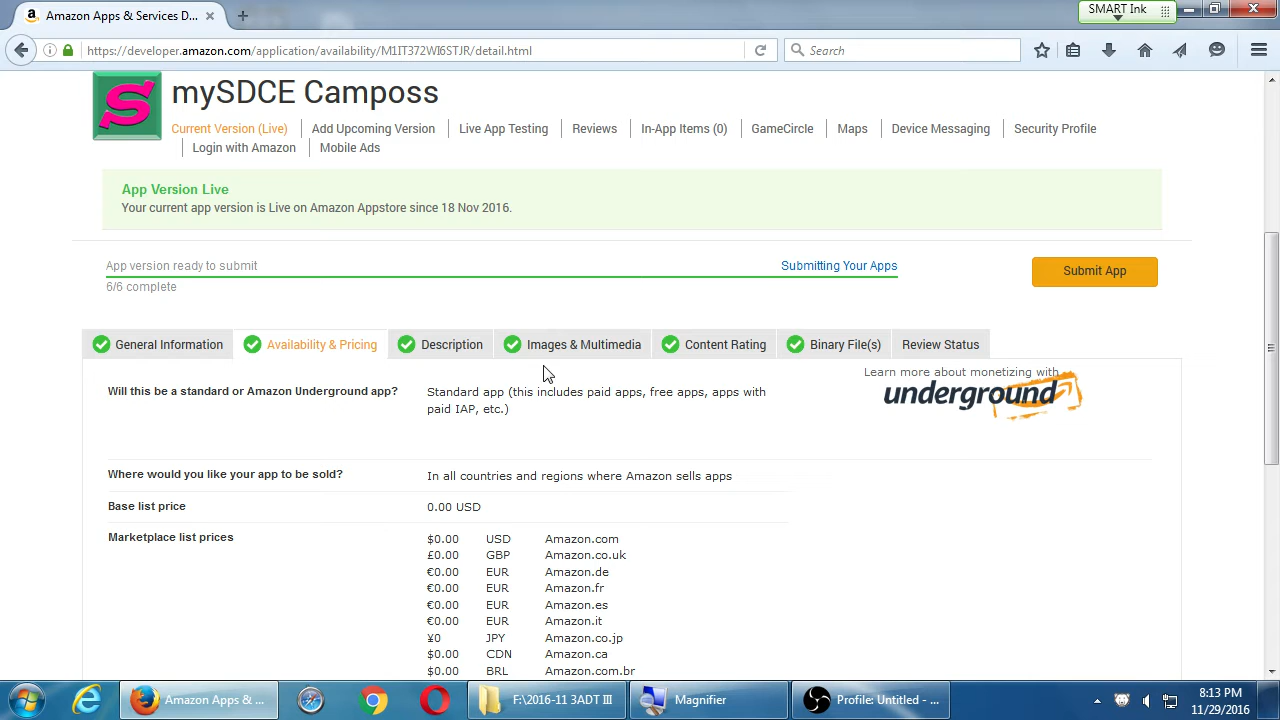 Amazon Apps & Services D...
SMART Ink
https://developer.amazon.com/application/availability/M1IT372WI6STJR/detail.html
Search
mySDCE Camposs
Current Version (Live)
Add Upcoming Version
Live App Testing
Reviews
In-App Items (0)
GameCircle
Maps
Device Messaging
Security Profile
Login with Amazon
Mobile Ads
App Version Live
Your current app version is Live on Amazon Appstore since 18 Nov 2016.
App version ready to submit
Submitting Your Apps
Submit App
6/6 complete
General Information
Availability & Pricing
Description
Images & Multimedia
Content Rating
Binary File(s)
Review Status
Learn more about monetizing with
underground
Will this be a standard or Amazon Underground app?
Standard app (this includes paid apps, free apps, apps with
paid IAP, etc.)
Where would you like your app to be sold?
In all countries and regions where Amazon sells apps
Base list price
0.00 USD
Marketplace list prices
$0.00 USD Amazon.com
£0.00 GBP Amazon.co.uk
€0.00 EUR Amazon.de
€0.00 EUR Amazon.fr
€0.00 EUR Amazon.es
€0.00 EUR Amazon.it
¥0 JPY Amazon.co.jp
$0.00 CDN Amazon.ca
$0.00 BRL Amazon.com.br
Amazon Apps & ...
F:\2016-11 3ADT III
Magnifier
Profile: Untitled - ...
8:13 PM
11/29/2016